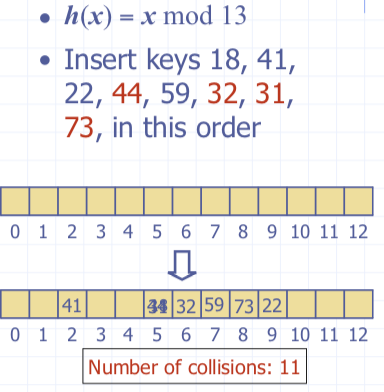 • h(x) = x mod 13
• Insert keys 18, 41,
22, 44, 59, 32, 31,
73, in this order
0 1 2 3 4 5 6 7 8 9 10 11 12
41 32 59 73 22
0 1 2 3 4 5 6 7 8 9 10 11 12
Number of collisions: 11